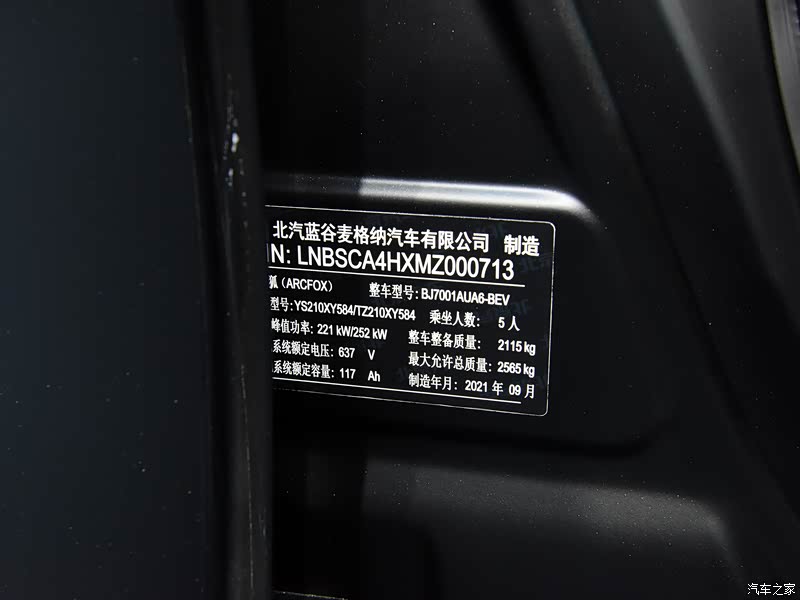 北汽蓝谷麦格纳汽车有限公司 制造
IN: LNBSCA4HXMZ000713
狐（ARCFOX） 整车型号: BJ7001AUA6-BEV
型号: YS210XY584/TZ210XY584 乘坐人数: 5 人
峰值功率: 221 kW/252 kW 整车整备质量: 2115 kg
系统额定电压: 637 V 最大允许总质量: 2565 kg
系统额定容量: 117 Ah 制造年月: 2021 年 09 月
汽车之家